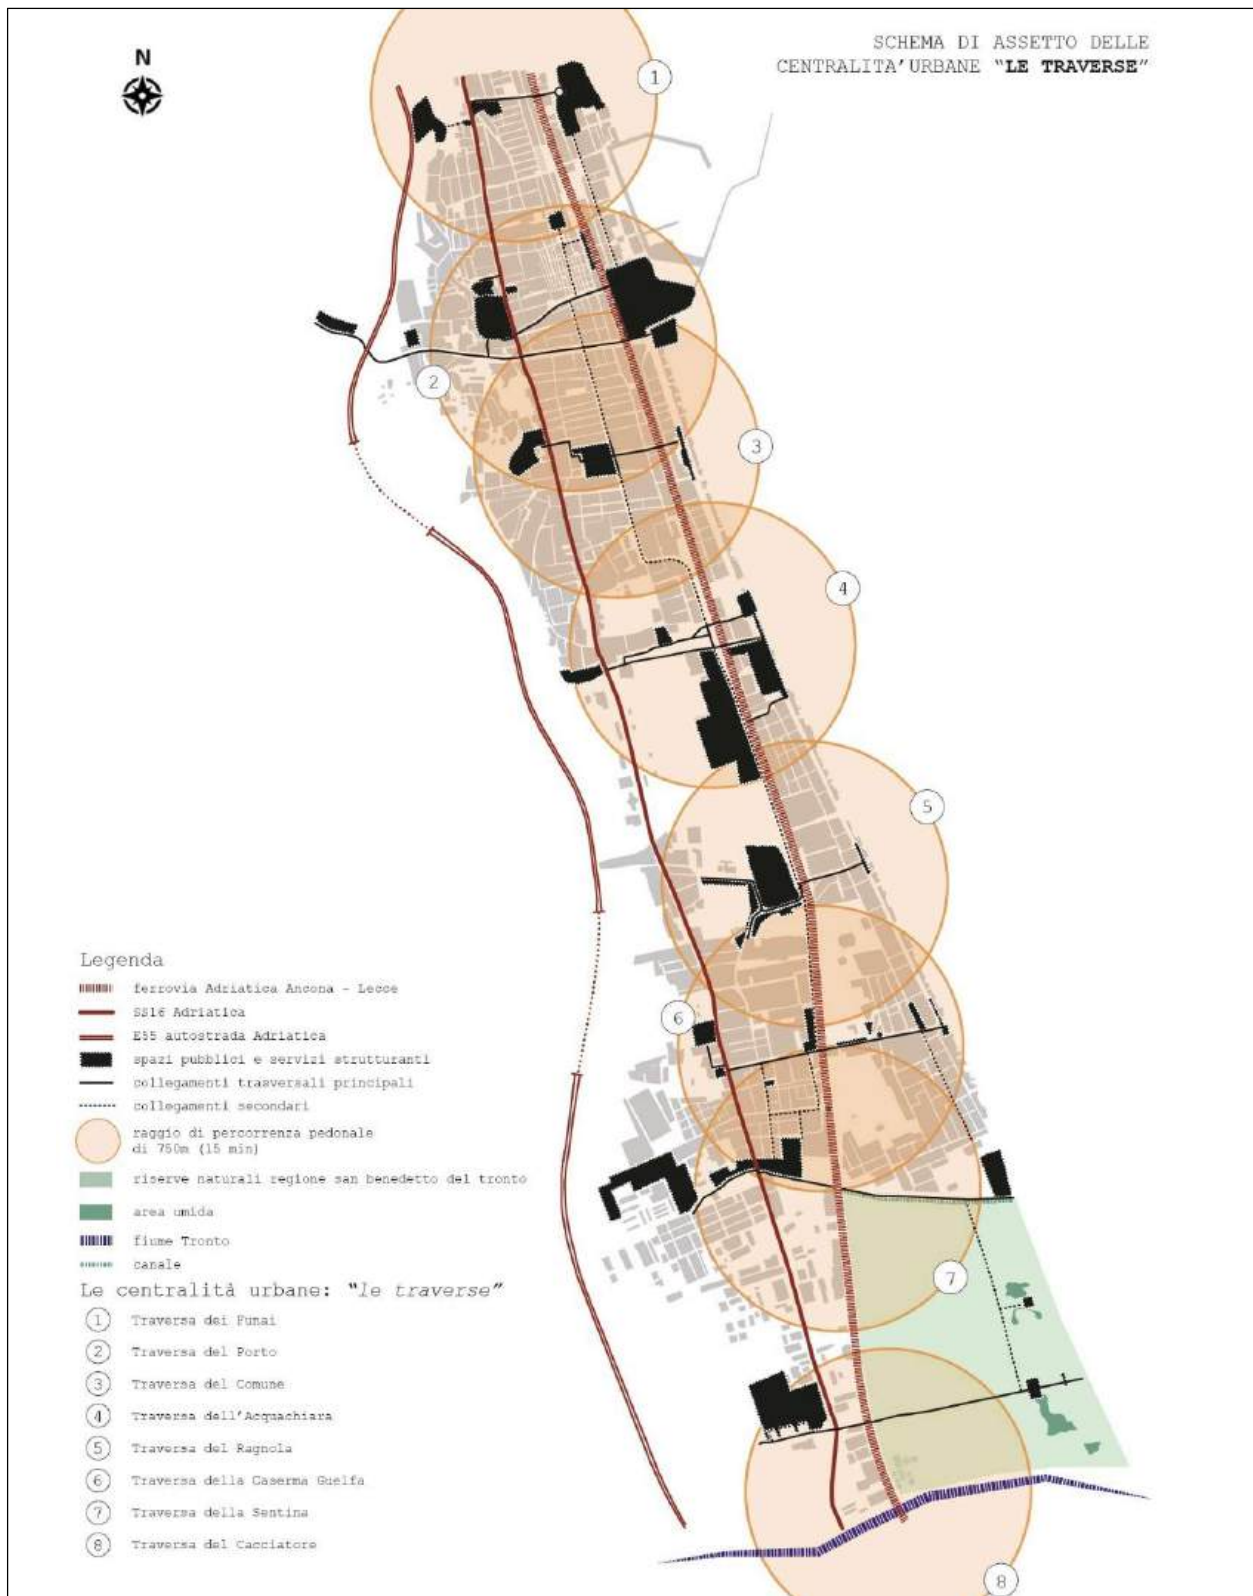 N
SCHEMA DI ASSETTO DELLE
CENTRALITA'URBANE "LE TRAVERSE"
1
2
3
4
5
6
7
8
Legenda
ferrovia Adriatica Ancona - Lecce
SS16 Adriatica
E55 autostrada Adriatica
spazi pubblici e servizi strutturanti
collegamenti trasversali principali
collegamenti secondari
raggio di percorrenza pedonale
di 750m (15 min)
riserve naturali regione san benedetto del tronto
area umida
fiume Tronto
canale
Le centralità urbane: "le traverse"
1 Traversa dei Funai
2 Traversa del Porto
3 Traversa del Comune
4 Traversa dell'Acquachiara
5 Traversa del Ragnola
6 Traversa della Caserma Guelfa
7 Traversa della Sentina
8 Traversa del Cacciatore